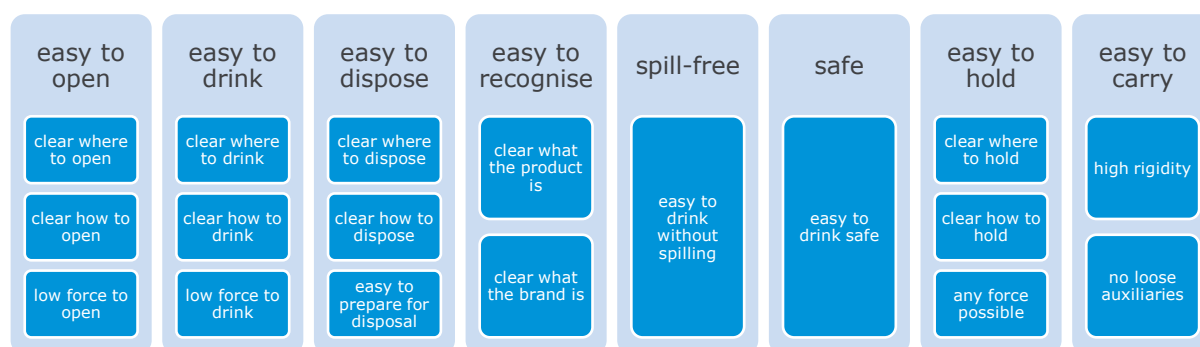 easy to
open
clear where
to open
clear how to
open
low force to
open
easy to
drink
clear where
to drink
clear how to
drink
low force to
drink
easy to
dispose
clear where
to dispose
clear how to
dispose
easy to
prepare for
disposal
easy to
recognise
clear what
the product
is
clear what
the brand is
spill-free
easy to
drink
without
spilling
safe
easy to
drink safe
easy to
hold
clear where
to hold
clear how to
hold
any force
possible
easy to
carry
high rigidity
no loose
auxiliaries